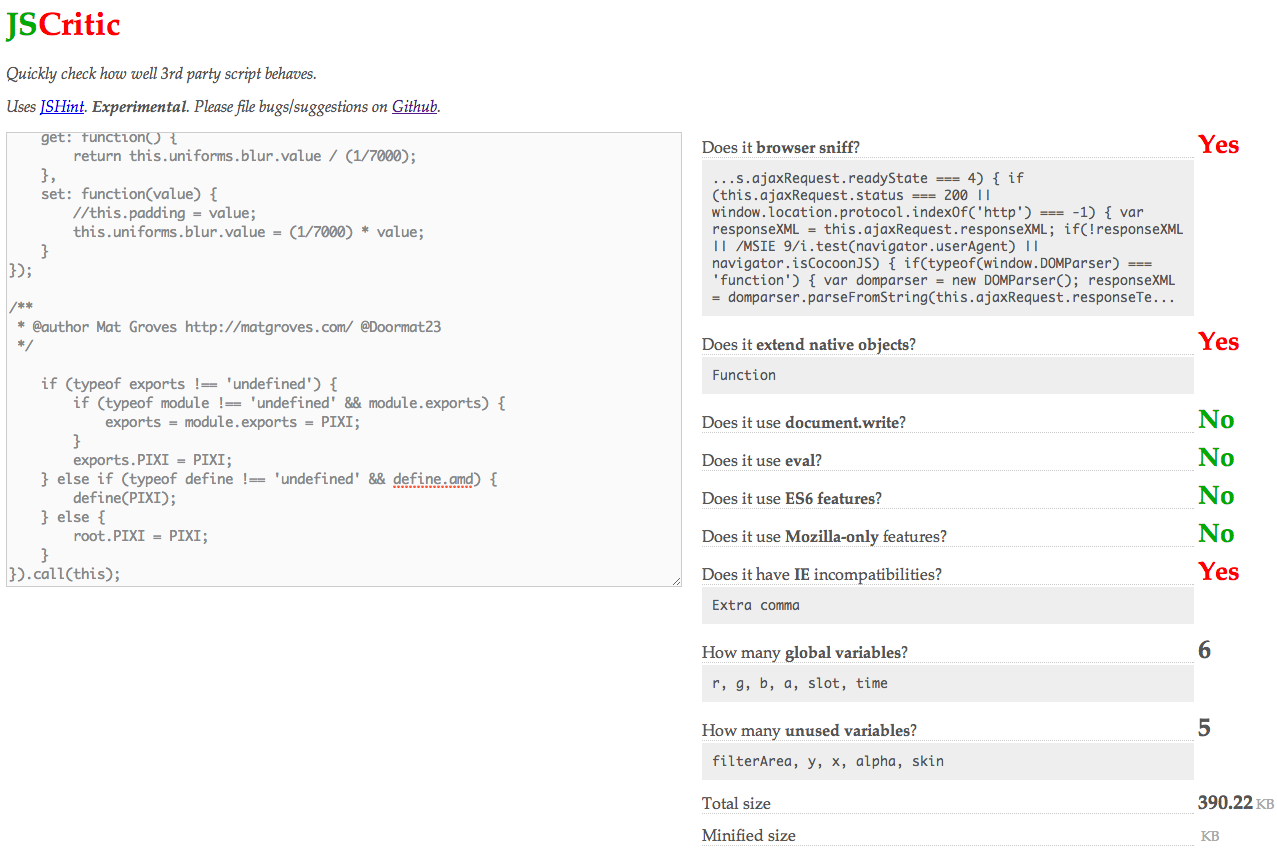 JSCritic
Quickly check how well 3rd party script behaves.
Uses JSHint. Experimental. Please file bugs/suggestions on Github.
get: function() {
return this.uniforms.blur.value / (1/7000);
},
set: function(value) {
//this.padding = value;
this.uniforms.blur.value = (1/7000) * value;
}
});
/**
* @author Mat Groves http://matgroves.com/ @Doormat23
*/
if (typeof exports !== 'undefined') {
if (typeof module !== 'undefined' && module.exports) {
exports = module.exports = PIXI;
}
exports.PIXI = PIXI;
} else if (typeof define !== 'undefined' && define.amd) {
define(PIXI);
} else {
root.PIXI = PIXI;
}
}).call(this);
Does it browser sniff? Yes
...s.ajaxRequest.readyState === 4) { if
(this.ajaxRequest.status === 200 ||
window.location.protocol.indexOf('http') === -1) { var
responseXML = this.ajaxRequest.responseXML; if(!responseXML
|| /MSIE 9/i.test(navigator.userAgent) ||
navigator.isCocoonJS) { if(typeof(window.DOMParser) ===
'function') { var domparser = new DOMParser(); responseXML
= domparser.parseFromString(this.ajaxRequest.responseTe...
Does it extend native objects? Yes
Function
Does it use document.write? No
Does it use eval? No
Does it use ES6 features? No
Does it use Mozilla-only features? No
Does it have IE incompatibilities? Yes
Extra comma
How many global variables? 6
r, g, b, a, slot, time
How many unused variables? 5
filterArea, y, x, alpha, skin
Total size 390.22 KB
Minified size KB